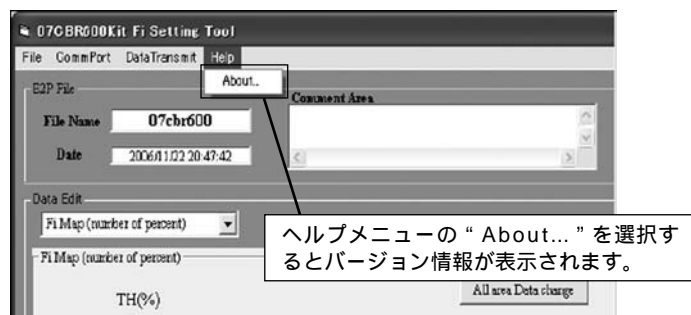 07CBR600Kit Fi Setting Tool
File CommPort DataTransmit Help
About..
E2P File
Comment Area
File Name 07cbr600
Date 2006/11/22 20:47:42
Data Edit
Fi Map (number of percent)
ヘルプメニューの“About...”を選択す
るとバージョン情報が表示されます。
Fi Map (number of percent)
All area Data change
TH(%)